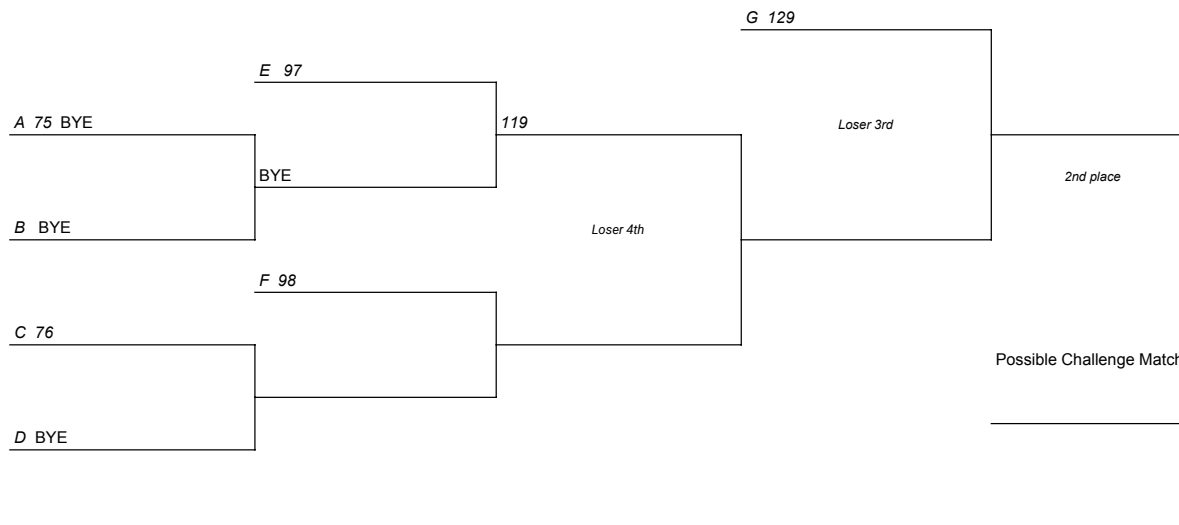 G 129
E 97
A 75 BYE
119
Loser 3rd
BYE
2nd place
B BYE
Loser 4th
F 98
C 76
Possible Challenge Match
D BYE